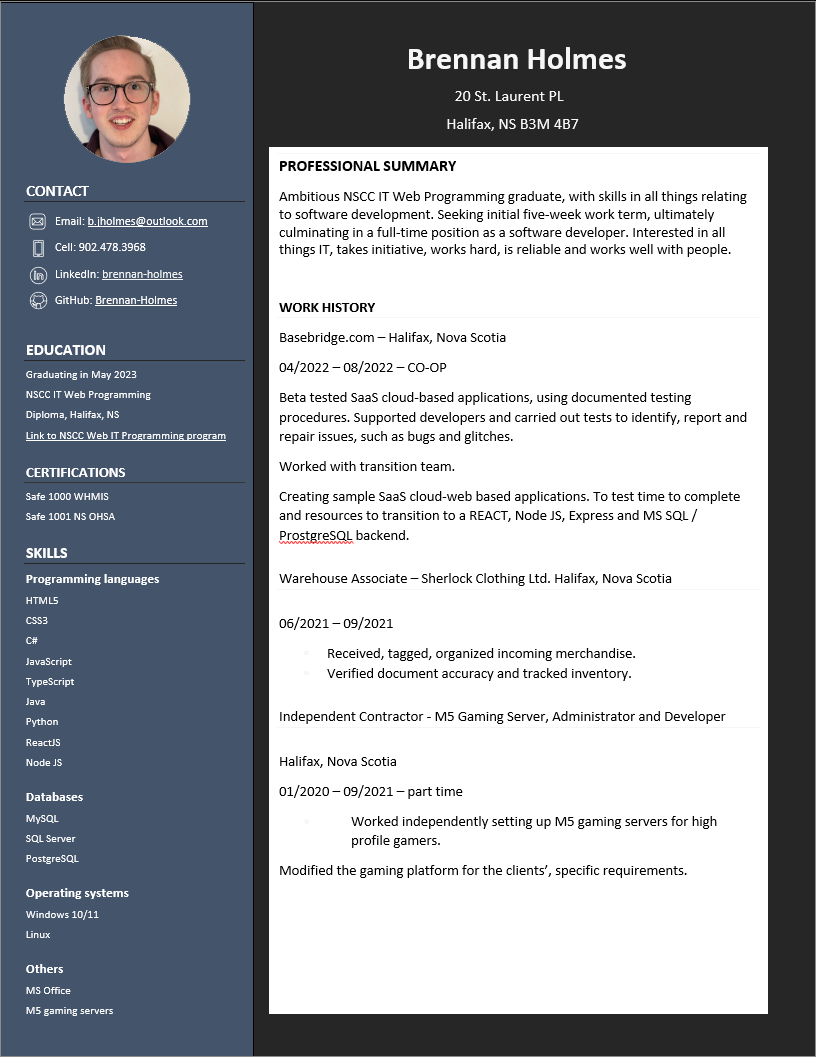 Brennan Holmes
20 St. Laurent PL
Halifax, NS B3M 4B7
CONTACT
Email: b.jholmes@outlook.com
Cell: 902.478.3968
LinkedIn: brennan-holmes
GitHub: Brennan-Holmes
EDUCATION
Graduating in May 2023
NSCC IT Web Programming
Diploma, Halifax, NS
Link to NSCC Web IT Programming program
CERTIFICATIONS
Safe 1000 WHMIS
Safe 1001 NS OHSA
SKILLS
Programming languages
HTML5
CSS3
C#
JavaScript
TypeScript
Java
Python
ReactJS
Node JS
Databases
MySQL
SQL Server
PostgreSQL
Operating systems
Windows 10/11
Linux
Others
MS Office
M5 gaming servers
PROFESSIONAL SUMMARY
Ambitious NSCC IT Web Programming graduate, with skills in all things relating
to software development. Seeking initial five-week work term, ultimately
culminating in a full-time position as a software developer. Interested in all
things IT, takes initiative, works hard, is reliable and works well with people.
WORK HISTORY
Basebridge.com – Halifax, Nova Scotia
04/2022 – 08/2022 – CO-OP
Beta tested SaaS cloud-based applications, using documented testing
procedures. Supported developers and carried out tests to identify, report and
repair issues, such as bugs and glitches.
Worked with transition team.
Creating sample SaaS cloud-web based applications. To test time to complete
and resources to transition to a REACT, Node JS, Express and MS SQL /
ProstgreSQL backend.
Warehouse Associate – Sherlock Clothing Ltd. Halifax, Nova Scotia
06/2021 – 09/2021
Received, tagged, organized incoming merchandise.
Verified document accuracy and tracked inventory.
Independent Contractor - M5 Gaming Server, Administrator and Developer
Halifax, Nova Scotia
01/2020 – 09/2021 – part time
Worked independently setting up M5 gaming servers for high
profile gamers.
Modified the gaming platform for the clients’, specific requirements.